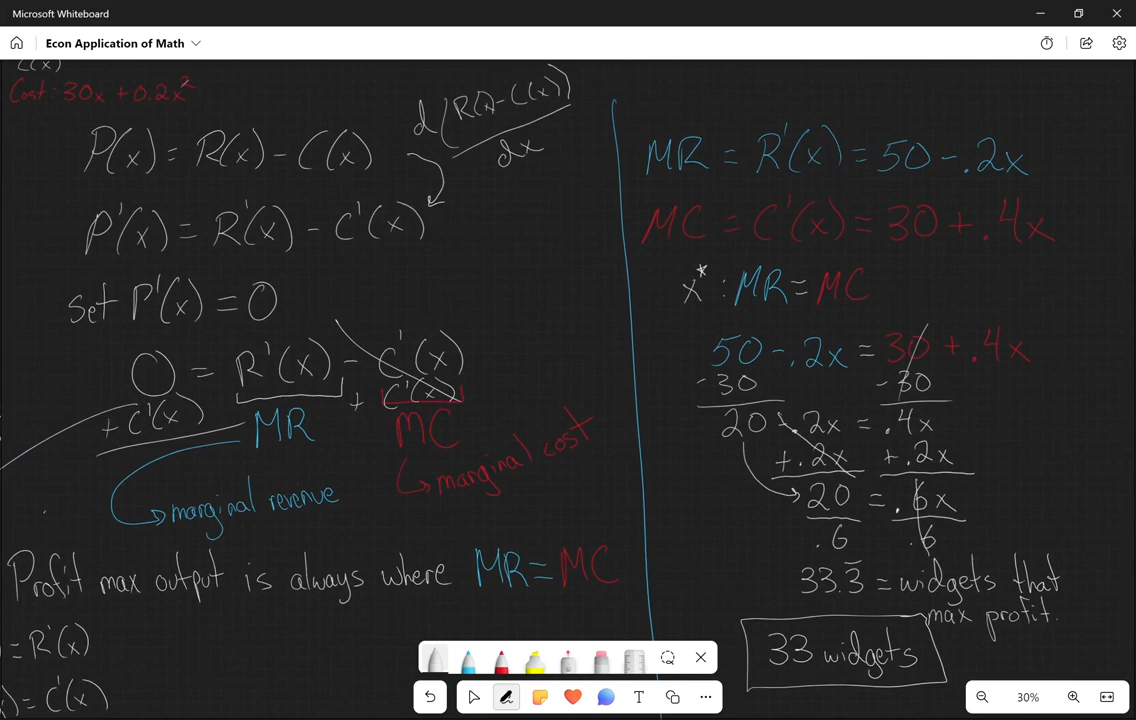 Microsoft Whiteboard
Econ Application of Math
C(x)
Cost: 30x + 0.2x²
P(x) = R(x) - C(x)
d(R(x) - C(x))
dx
P'(x) = R'(x) - C'(x)
set P'(x) = 0
0 = R'(x) - C'(x)
+ C'(x) + C'(x)
MR MC
marginal cost
marginal revenue
Profit max output is always where MR = MC
= R'(x)
) = C'(x)
MR = R'(x) = 50 - .2x
MC = C'(x) = 30 + .4x
x* : MR = MC
50 - .2x = 30 + .4x
-30 -30
20 - .2x = .4x
+ .2x + .2x
20 = .6x
.6 .6
33.3̅ = widgets that
max profit.
33 widgets
30%